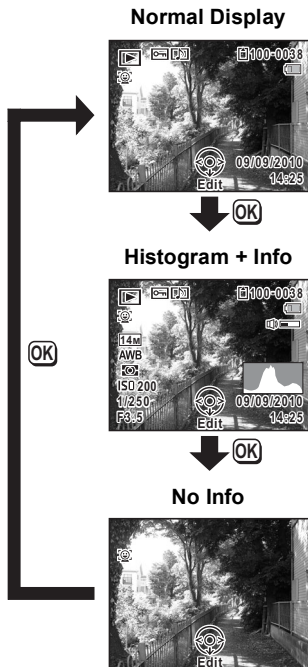 Normal Display
100-0038
09/09/2010
14:25
Edit
OK
Histogram + Info
100-0038
14M
AWB
ISO 200
1/250
F3.5
09/09/2010
14:25
Edit
OK
OK
No Info
Edit